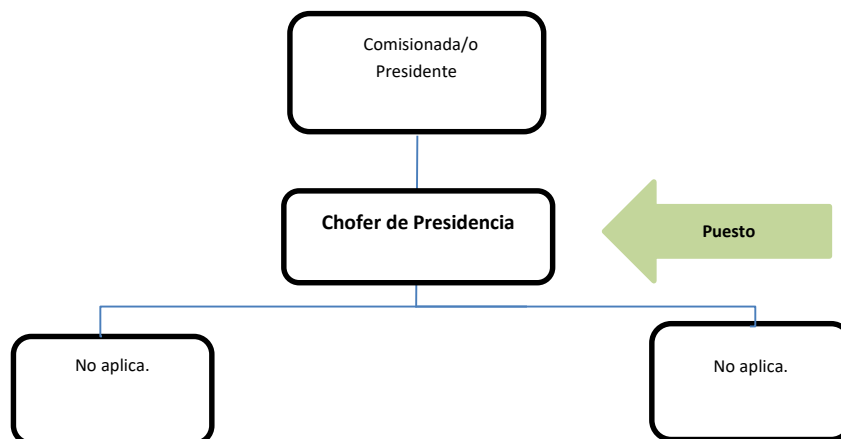 Comisionada/o
Presidente
Chofer de Presidencia
Puesto
No aplica.
No aplica.